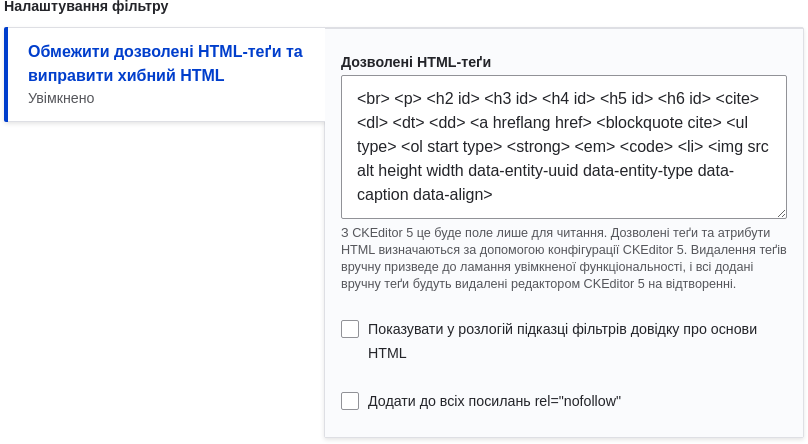 Налаштування фільтру
Обмежити дозволені HTML-теґи та
виправити хибний HTML
Увімкнено
Дозволені HTML-теґи
<br> <p> <h2 id> <h3 id> <h4 id> <h5 id> <h6 id> <cite>
<dl> <dt> <dd> <a hreflang href> <blockquote cite> <ul
type> <ol start type> <strong> <em> <code> <li> <img src
alt height width data-entity-uuid data-entity-type data-
caption data-align>
З CKEditor 5 це буде поле лише для читання. Дозволені теґи та атрибути
HTML визначаються за допомогою конфігурації CKEditor 5. Видалення теґів
вручну призведе до ламання увімкненої функціональності, і всі додані
вручну теґи будуть видалені редактором CKEditor 5 на відтворенні.
Показувати у розлогій підказці фільтрів довідку про основи
HTML
Додати до всіх посилань rel="nofollow"